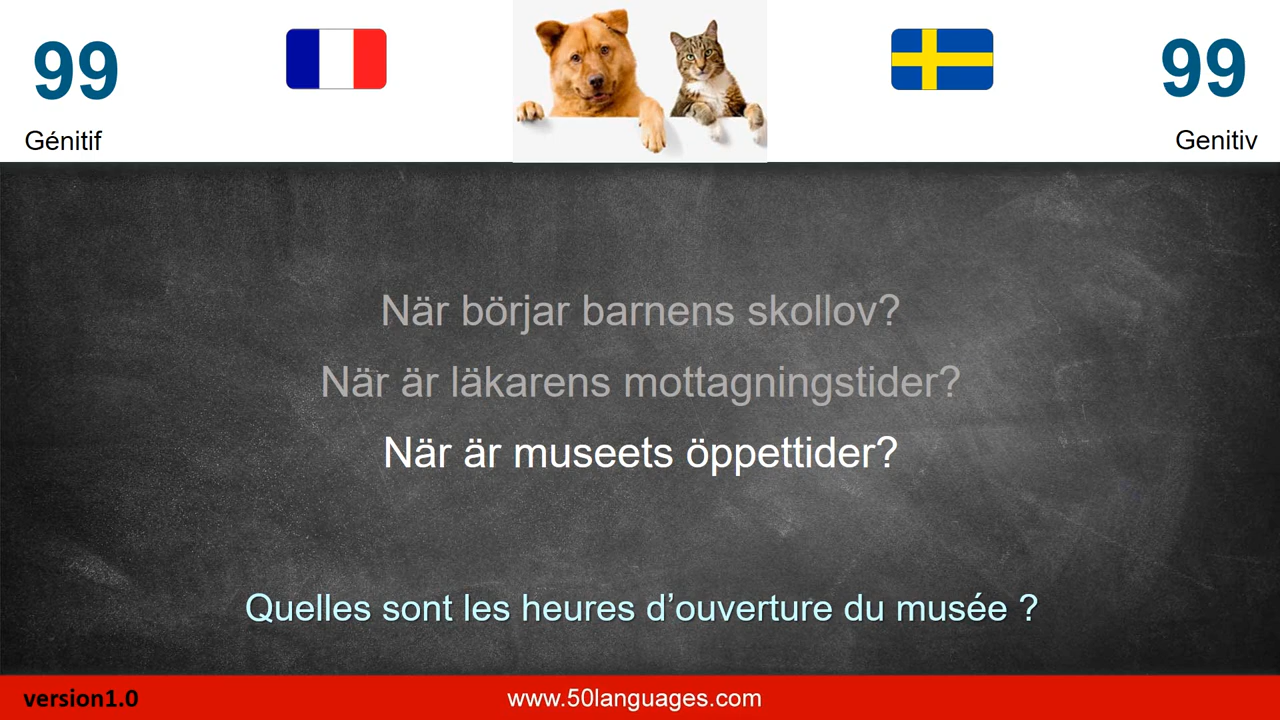 99
99
Génitif
Genitiv
När börjar barnens skollov?
När är läkarens mottagningstider?
När är museets öppettider?
Quelles sont les heures d’ouverture du musée ?
version1.0
www.50languages.com